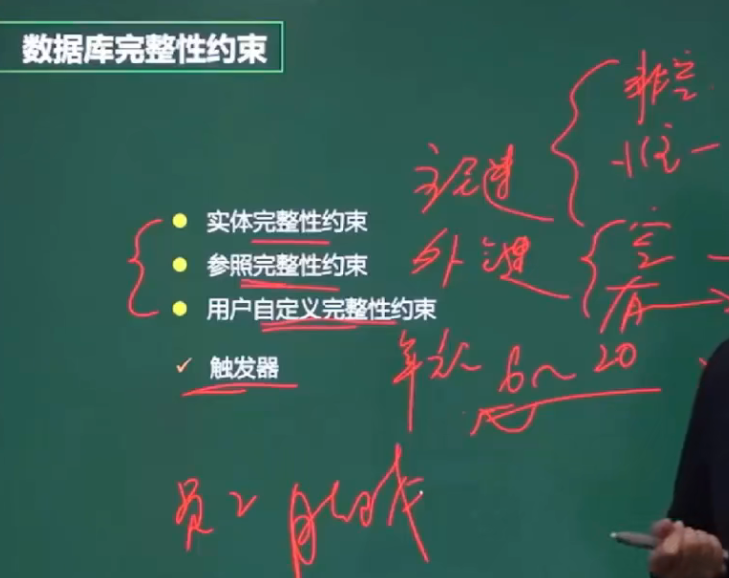 数据库完整性约束
实体完整性约束
参照完整性约束
用户自定义完整性约束
触发器
主键
非空
唯一
外键
空
有
年龄 6~20
员工